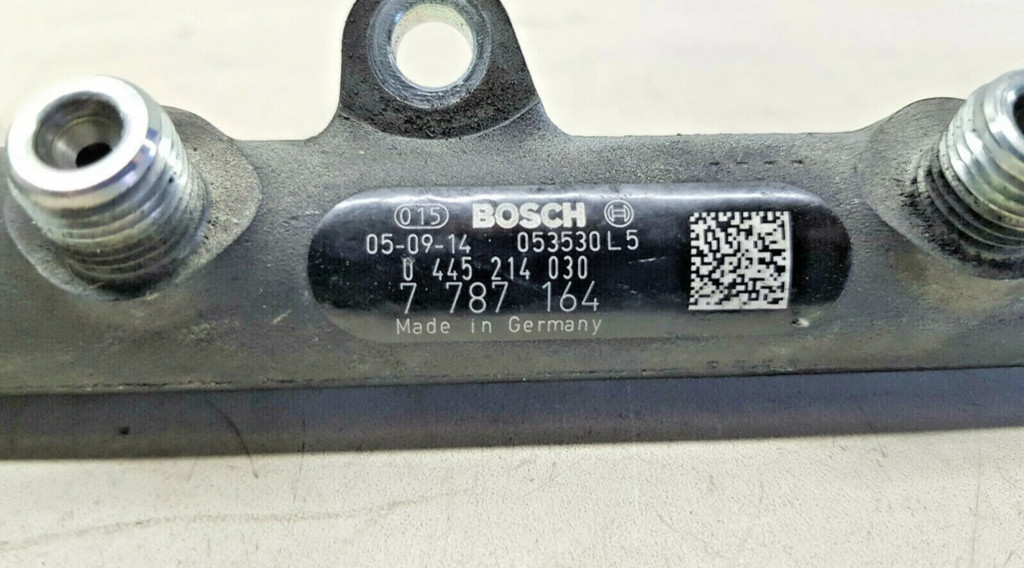 015 BOSCH
05-09-14 053530L5
0 445 214 030
7 787 164
Made in Germany